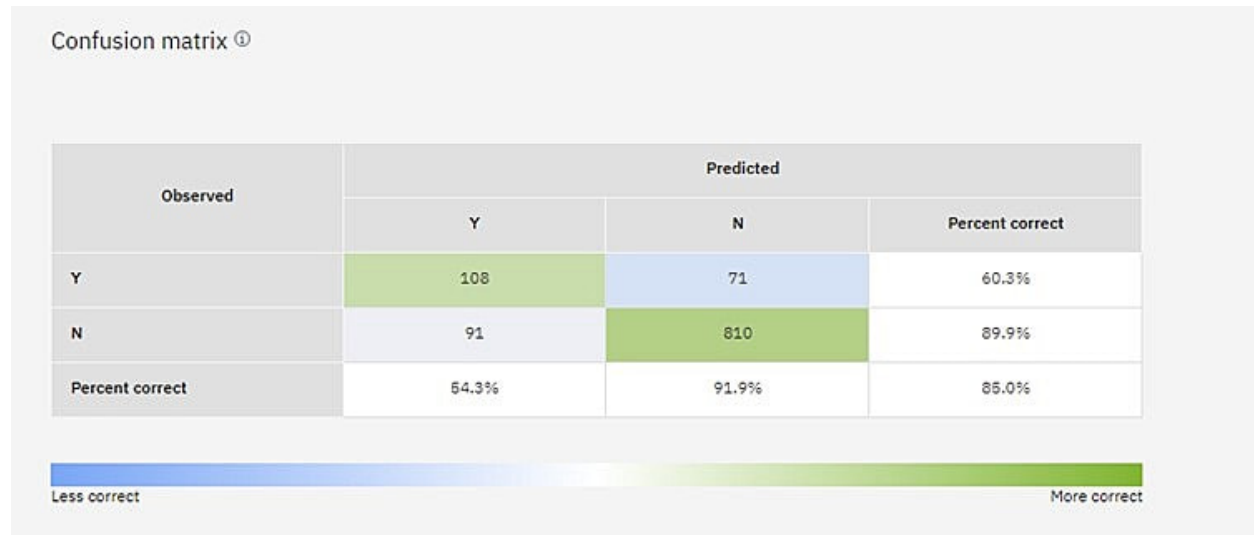 Confusion matrix ⓘ
Observed
Predicted
Y N Percent correct
Y 108 71 60.3%
N 91 810 89.9%
Percent correct 54.3% 91.9% 85.0%
Less correct More correct